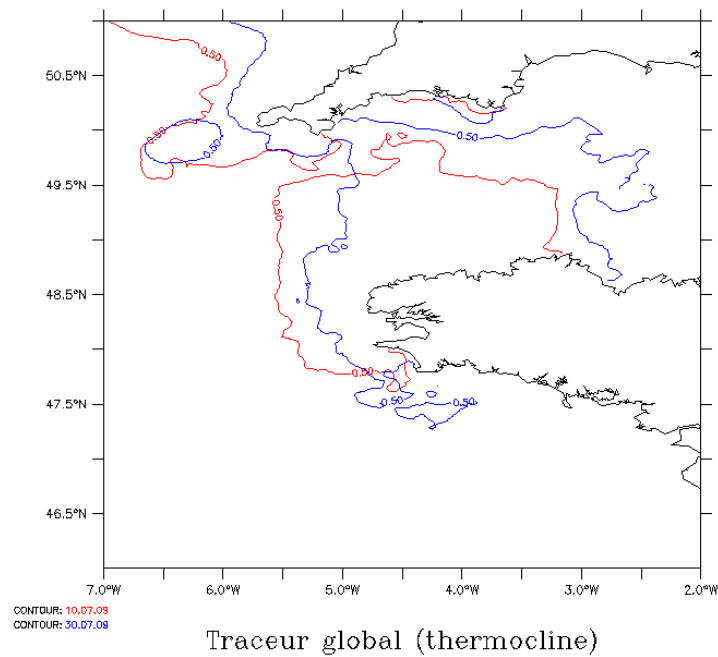 50.5°N
49.5°N
48.5°N
47.5°N
46.5°N
0.50
0.50
0.50
0.50
0.50
0.50
0.50
0.50
7.0°W 6.0°W 5.0°W 4.0°W 3.0°W 2.0°W
CONTOUR: 10.07.09
CONTOUR: 30.07.09
Traceur global (thermocline)